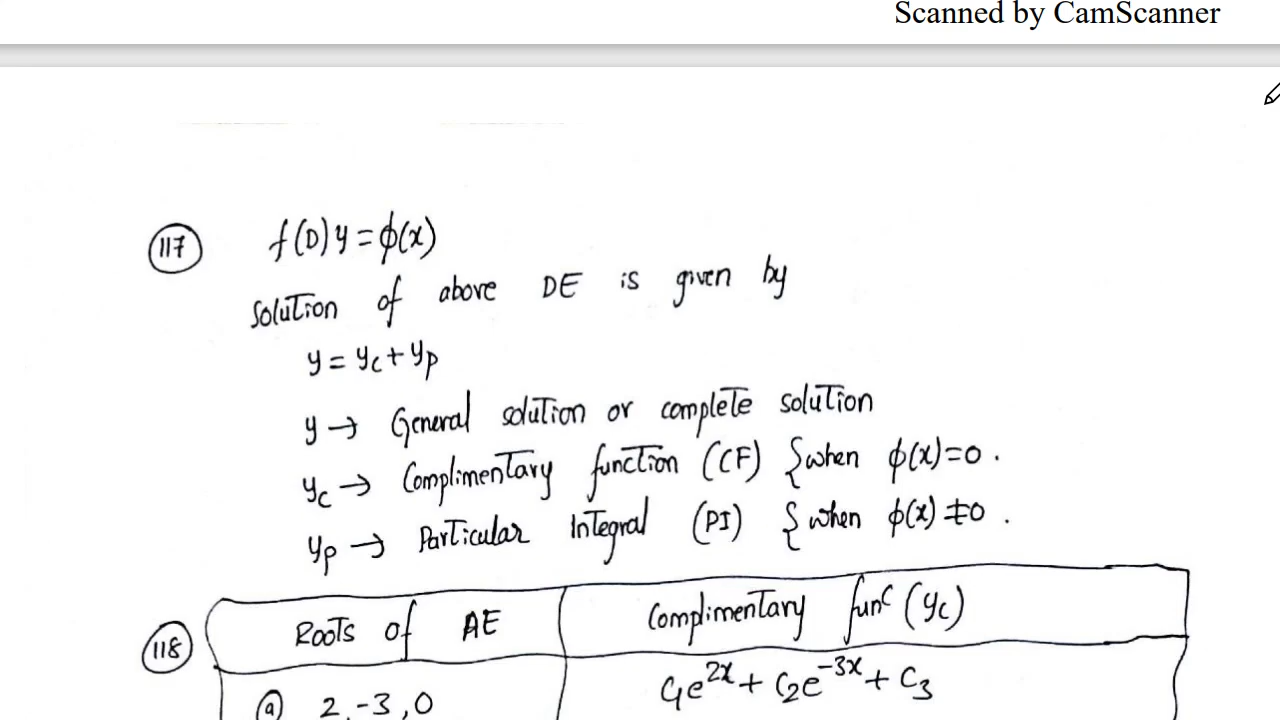 Scanned by CamScanner
117 f(D)y = ϕ(x)
Solution of above DE is given by
y = yc + yp
y → General solution or complete solution
yc → Complimentary function (CF) {when ϕ(x)=0.
yp → Particular Integral (PI) {when ϕ(x)≠0.
118 Roots of AE Complimentary funᶜ (yc)
(a) 2, -3, 0 C₁e^2x + C₂e^-3x + C₃